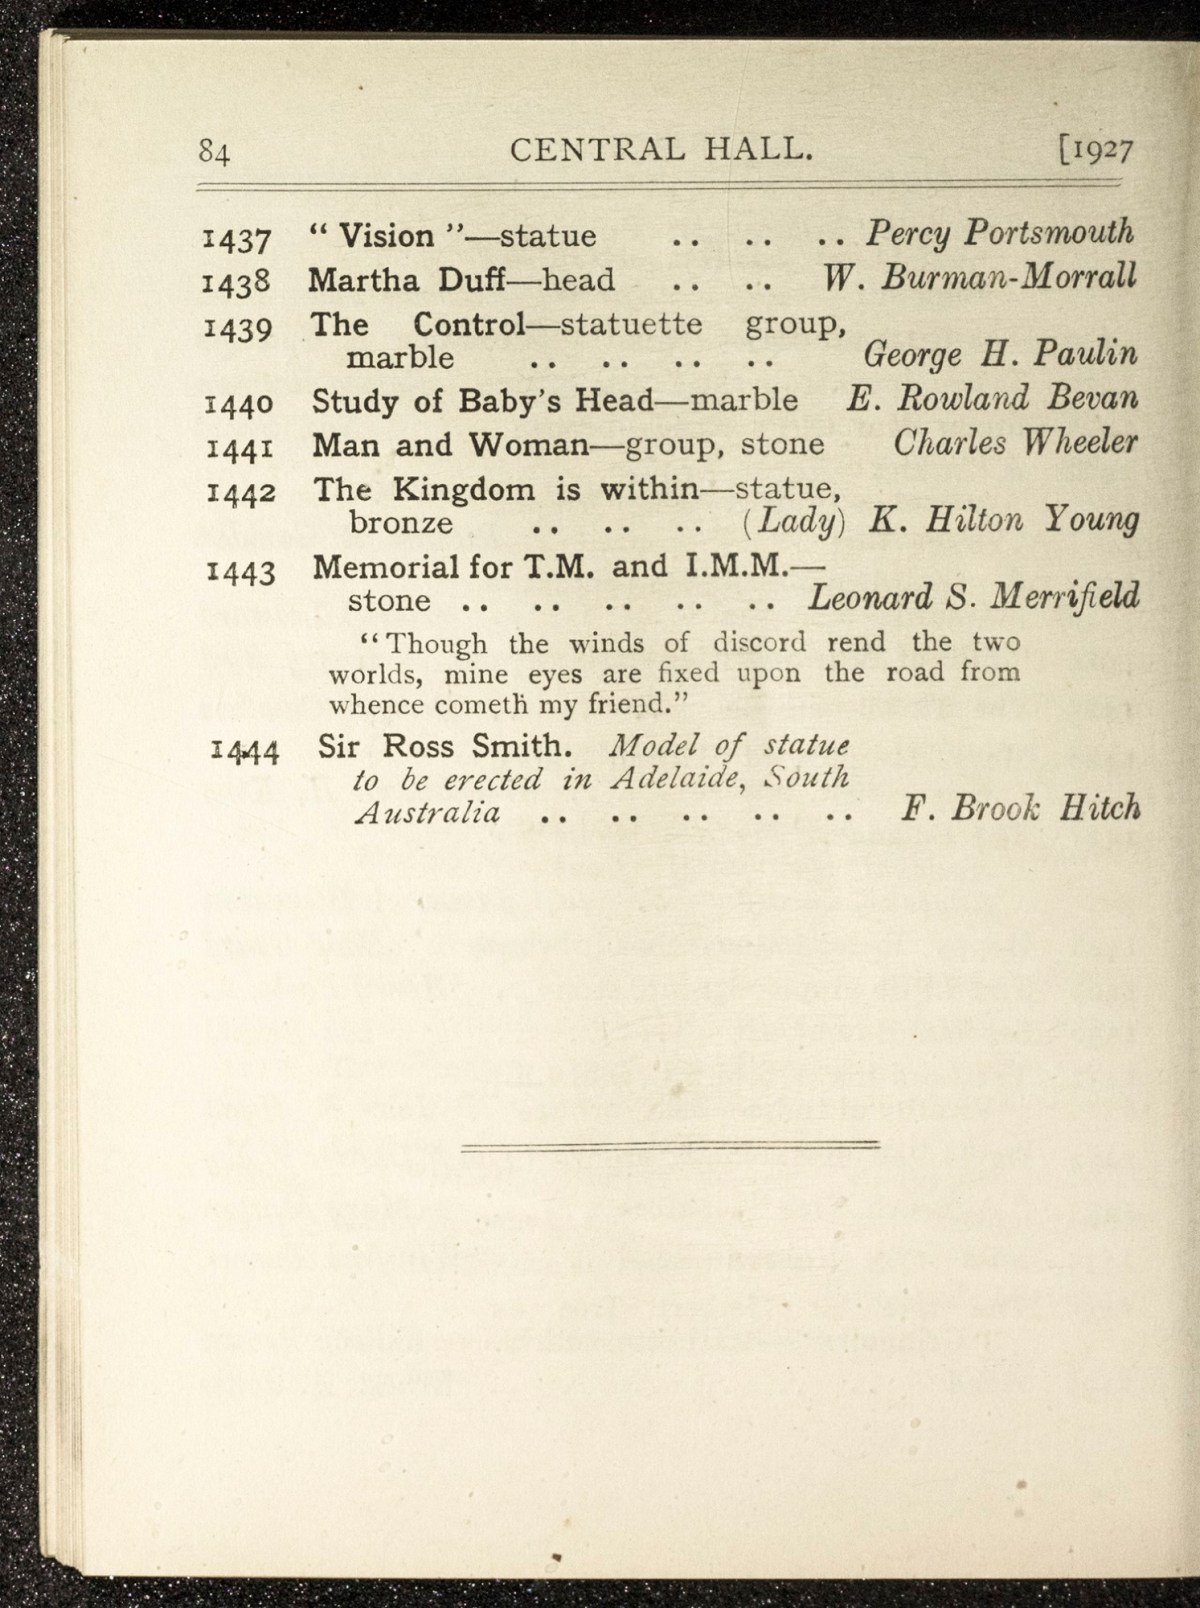 84 CENTRAL HALL. [1927
1437 “ Vision ”—statue .. .. .. Percy Portsmouth
1438 Martha Duff—head .. .. W. Burman-Morrall
1439 The Control—statuette group,
marble .. .. .. .. George H. Paulin
1440 Study of Baby's Head—marble E. Rowland Bevan
1441 Man and Woman—group, stone Charles Wheeler
1442 The Kingdom is within—statue,
bronze .. .. .. (Lady) K. Hilton Young
1443 Memorial for T.M. and I.M.M.—
stone .. .. .. .. .. Leonard S. Merrifield
“Though the winds of discord rend the two
worlds, mine eyes are fixed upon the road from
whence cometh my friend.”
1444 Sir Ross Smith. Model of statue
to be erected in Adelaide, South
Australia .. .. .. .. .. F. Brook Hitch